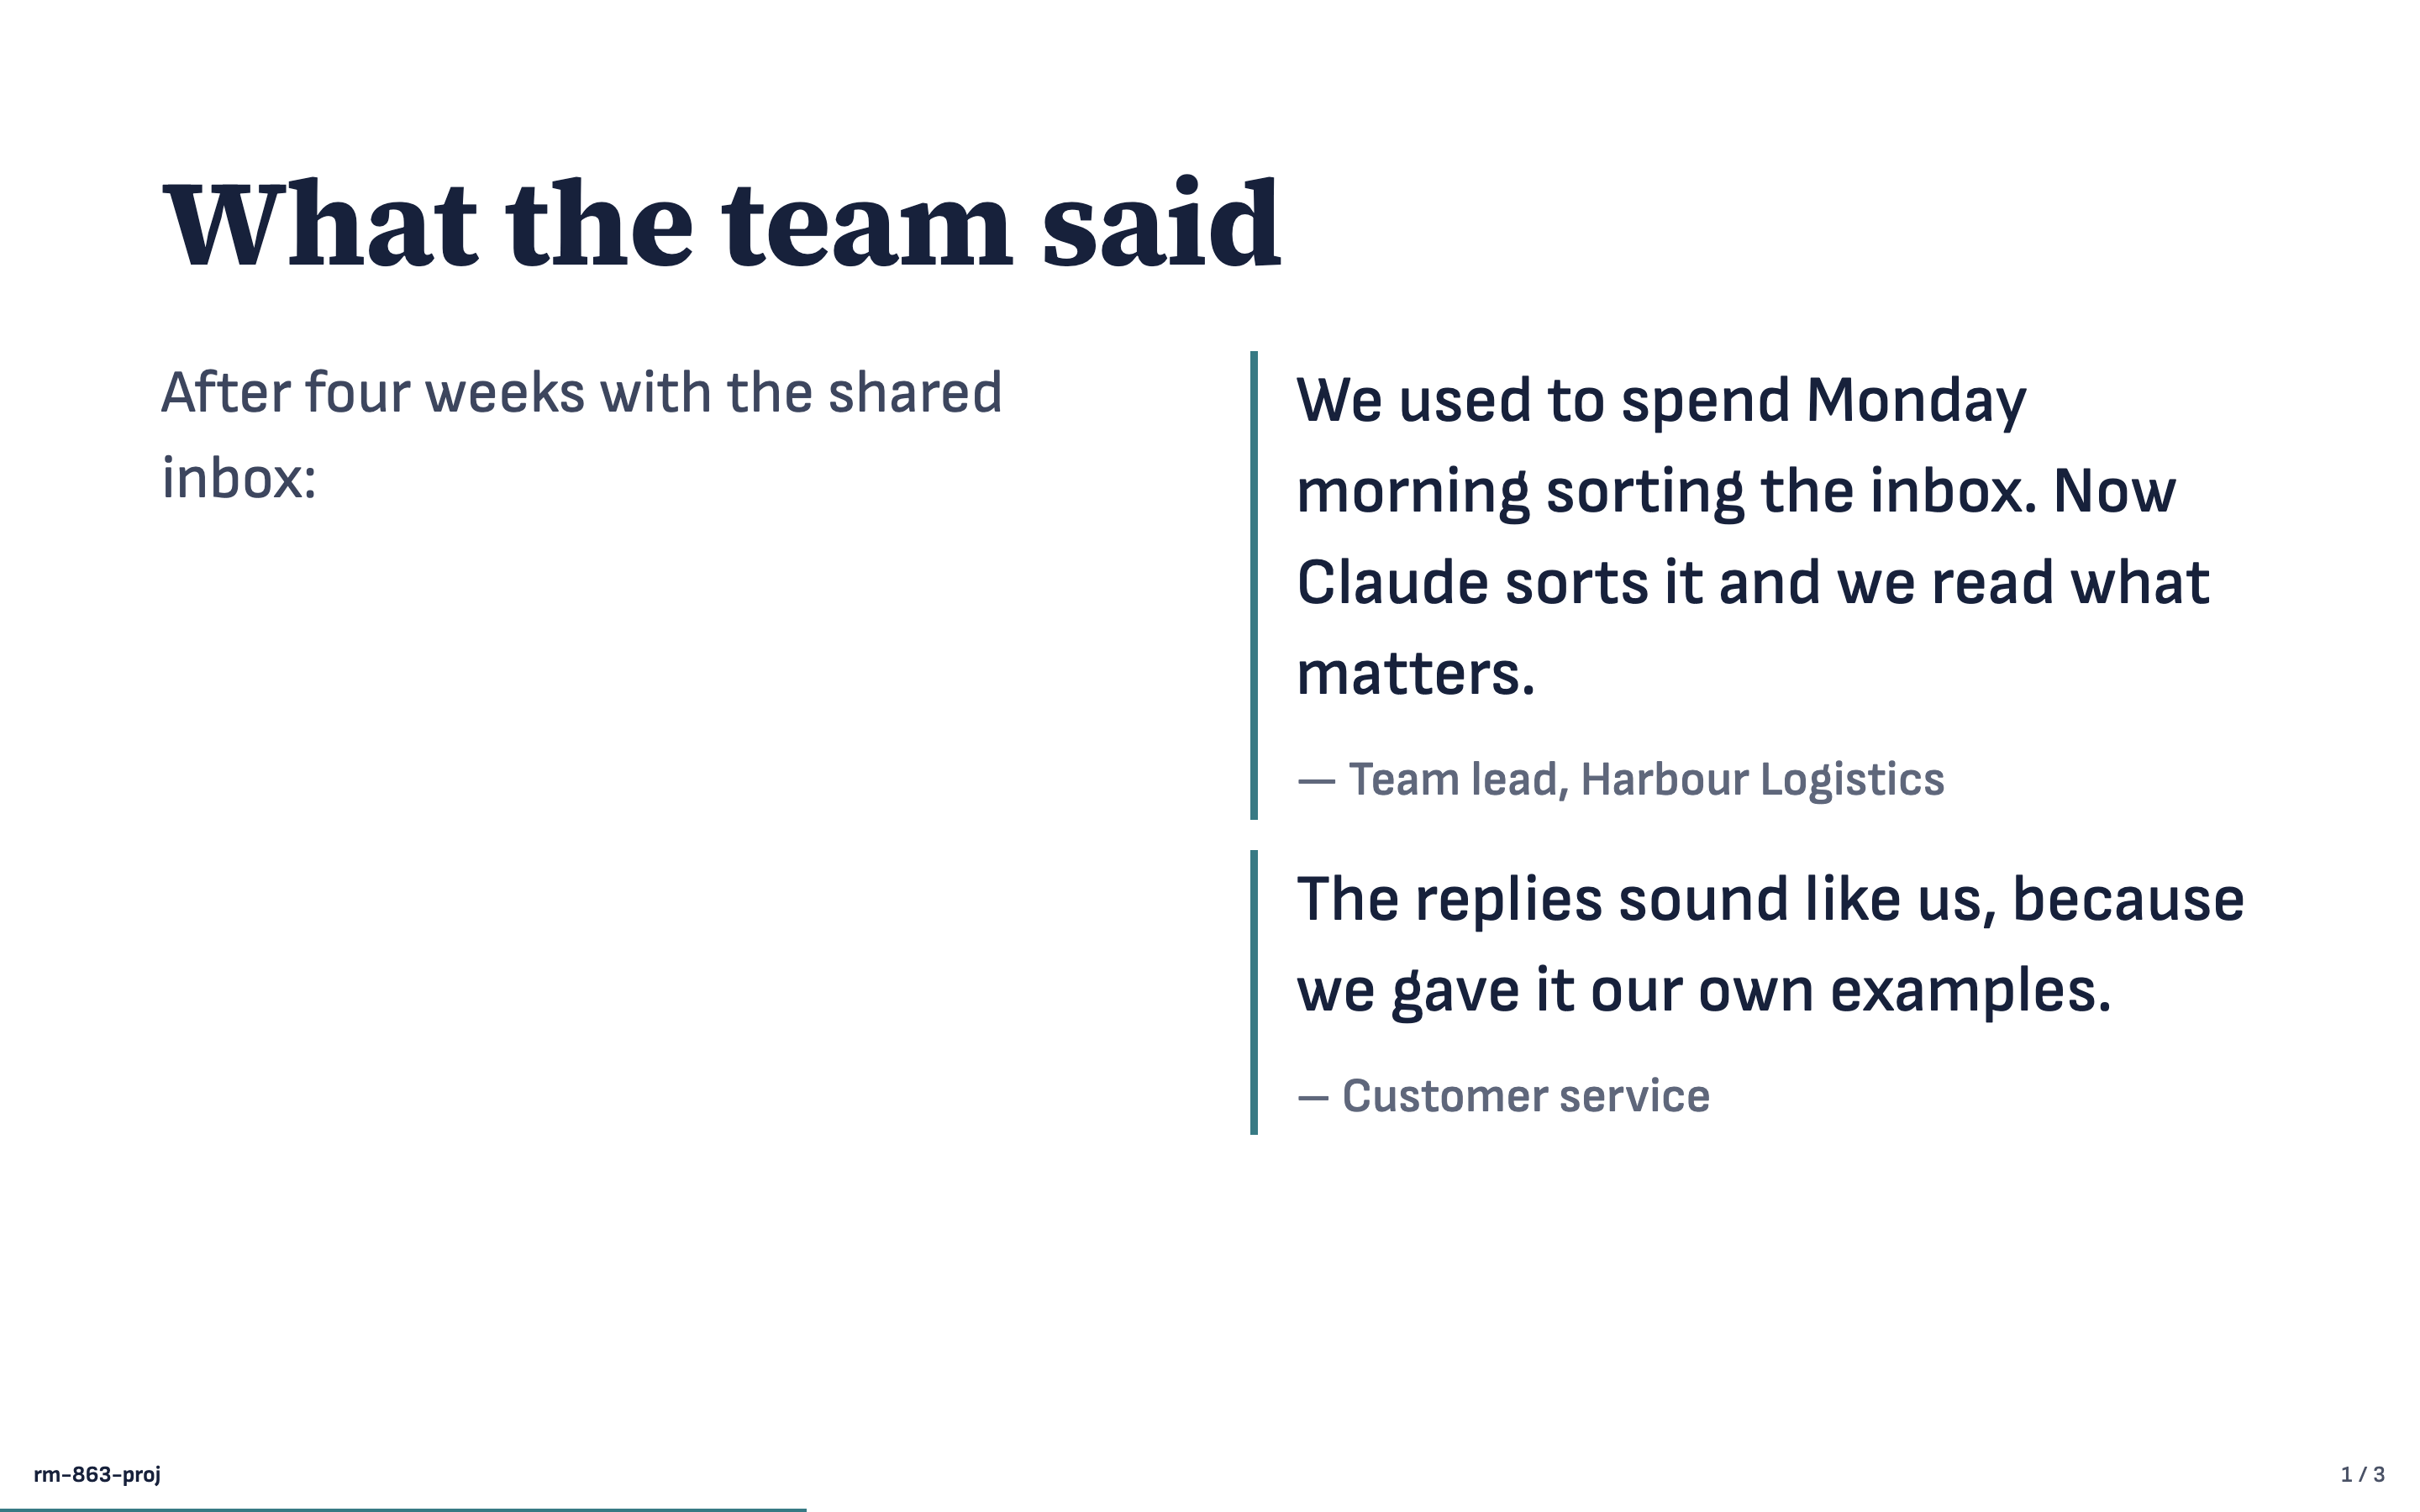 What the team said
After four weeks with the shared
inbox:
We used to spend Monday
morning sorting the inbox. Now
Claude sorts it and we read what
matters.
— Team lead, Harbour Logistics
The replies sound like us, because
we gave it our own examples.
— Customer service
rm-863-proj
1 / 3